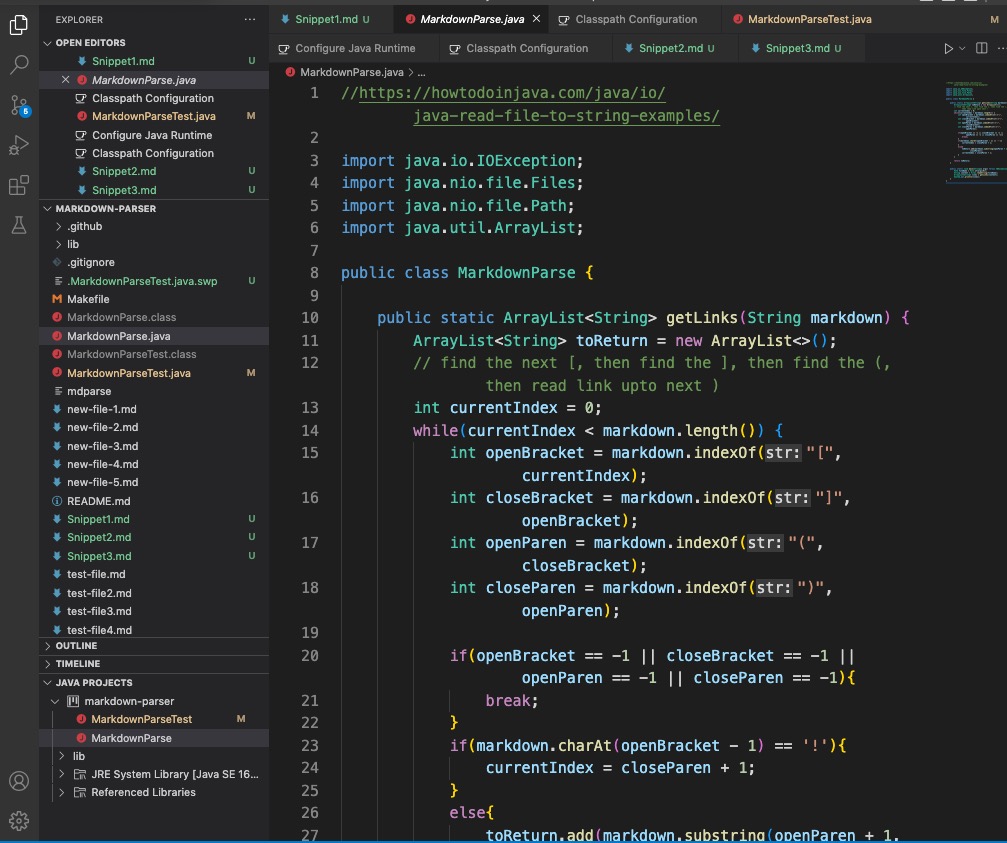 EXPLORER
OPEN EDITORS
Snippet1.md U
MarkdownParse.java
Classpath Configuration
MarkdownParseTest.java M
Configure Java Runtime
Classpath Configuration
Snippet2.md U
Snippet3.md U
MARKDOWN-PARSER
.github
lib
.gitignore
.MarkdownParseTest.java.swp U
Makefile
MarkdownParse.class
MarkdownParse.java
MarkdownParseTest.class
MarkdownParseTest.java M
mdparse
new-file-1.md
new-file-2.md
new-file-3.md
new-file-4.md
new-file-5.md
README.md
Snippet1.md U
Snippet2.md U
Snippet3.md U
test-file.md
test-file2.md
test-file3.md
test-file4.md
OUTLINE
TIMELINE
JAVA PROJECTS
markdown-parser
MarkdownParseTest M
MarkdownParse
lib
JRE System Library [Java SE 16...
Referenced Libraries
5
Snippet1.md U MarkdownParse.java Classpath Configuration MarkdownParseTest.java M
Configure Java Runtime Classpath Configuration Snippet2.md U Snippet3.md U
MarkdownParse.java > ...
1 //https://howtodoinjava.com/java/io/
java-read-file-to-string-examples/
2
3 import java.io.IOException;
4 import java.nio.file.Files;
5 import java.nio.file.Path;
6 import java.util.ArrayList;
7
8 public class MarkdownParse {
9
10 public static ArrayList<String> getLinks(String markdown) {
11 ArrayList<String> toReturn = new ArrayList<>();
12 // find the next [, then find the ], then find the (,
then read link upto next )
13 int currentIndex = 0;
14 while(currentIndex < markdown.length()) {
15 int openBracket = markdown.indexOf(str: "[",
currentIndex);
16 int closeBracket = markdown.indexOf(str: "]",
openBracket);
17 int openParen = markdown.indexOf(str: "(",
closeBracket);
18 int closeParen = markdown.indexOf(str: ")",
openParen);
19
20 if(openBracket == -1 || closeBracket == -1 ||
openParen == -1 || closeParen == -1){
21 break;
22 }
23 if(markdown.charAt(openBracket - 1) == '!'){
24 currentIndex = closeParen + 1;
25 }
26 else{
27 toReturn.add(markdown.substring(openParen + 1,